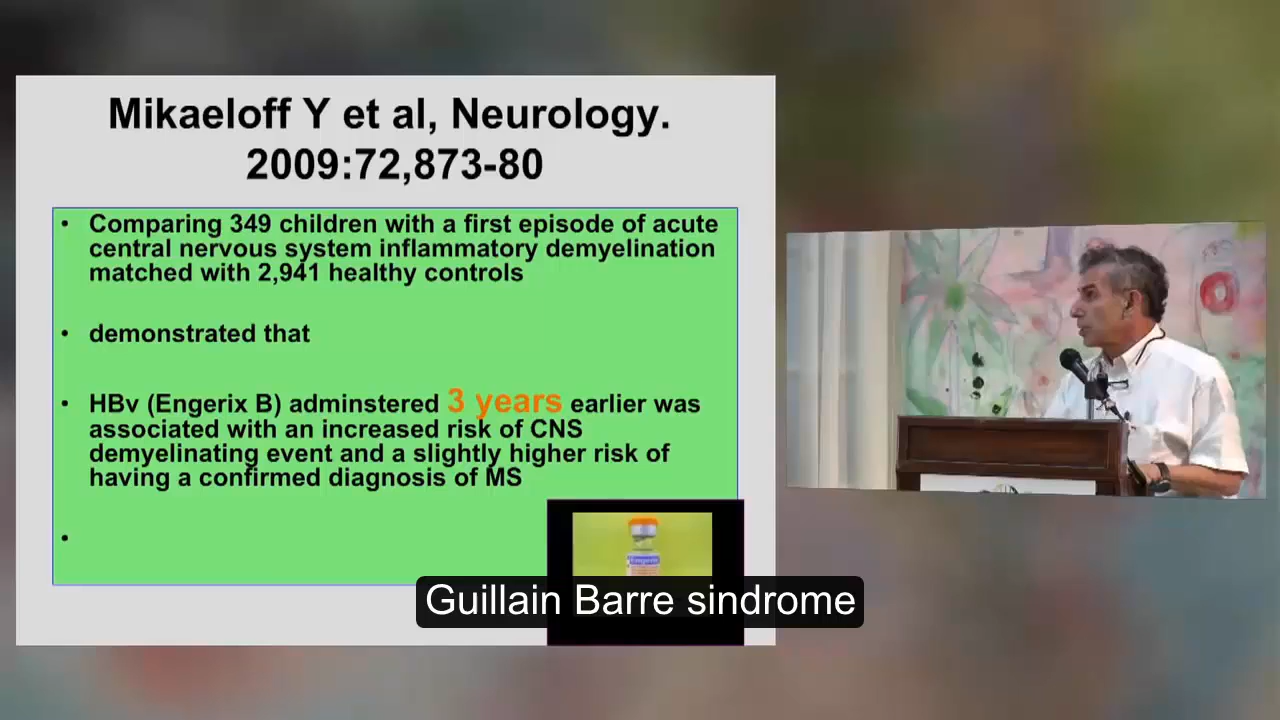 Mikaeloff Y et al, Neurology.
2009:72,873-80
• Comparing 349 children with a first episode of acute
central nervous system inflammatory demyelination
matched with 2,941 healthy controls
• demonstrated that
• HBv (Engerix B) adminstered 3 years earlier was
associated with an increased risk of CNS
demyelinating event and a slightly higher risk of
having a confirmed diagnosis of MS
•
Engerix
Guillain Barre sindrome